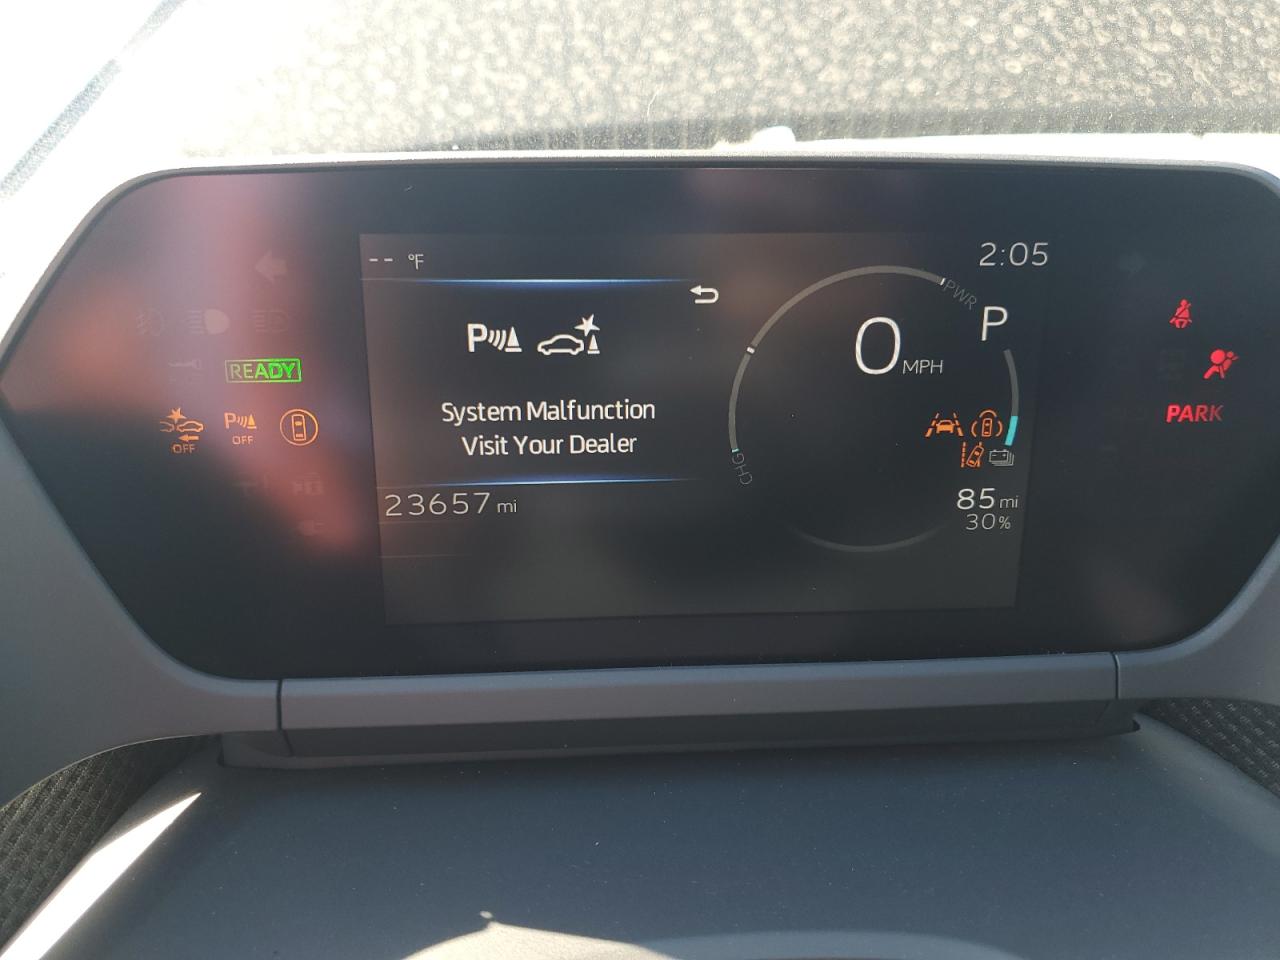 -- °F
2:05
P
PWR
P
0 MPH
READY
OFF
P
OFF
System Malfunction
Visit Your Dealer
PARK
CHG
23657 mi
85 mi
30%